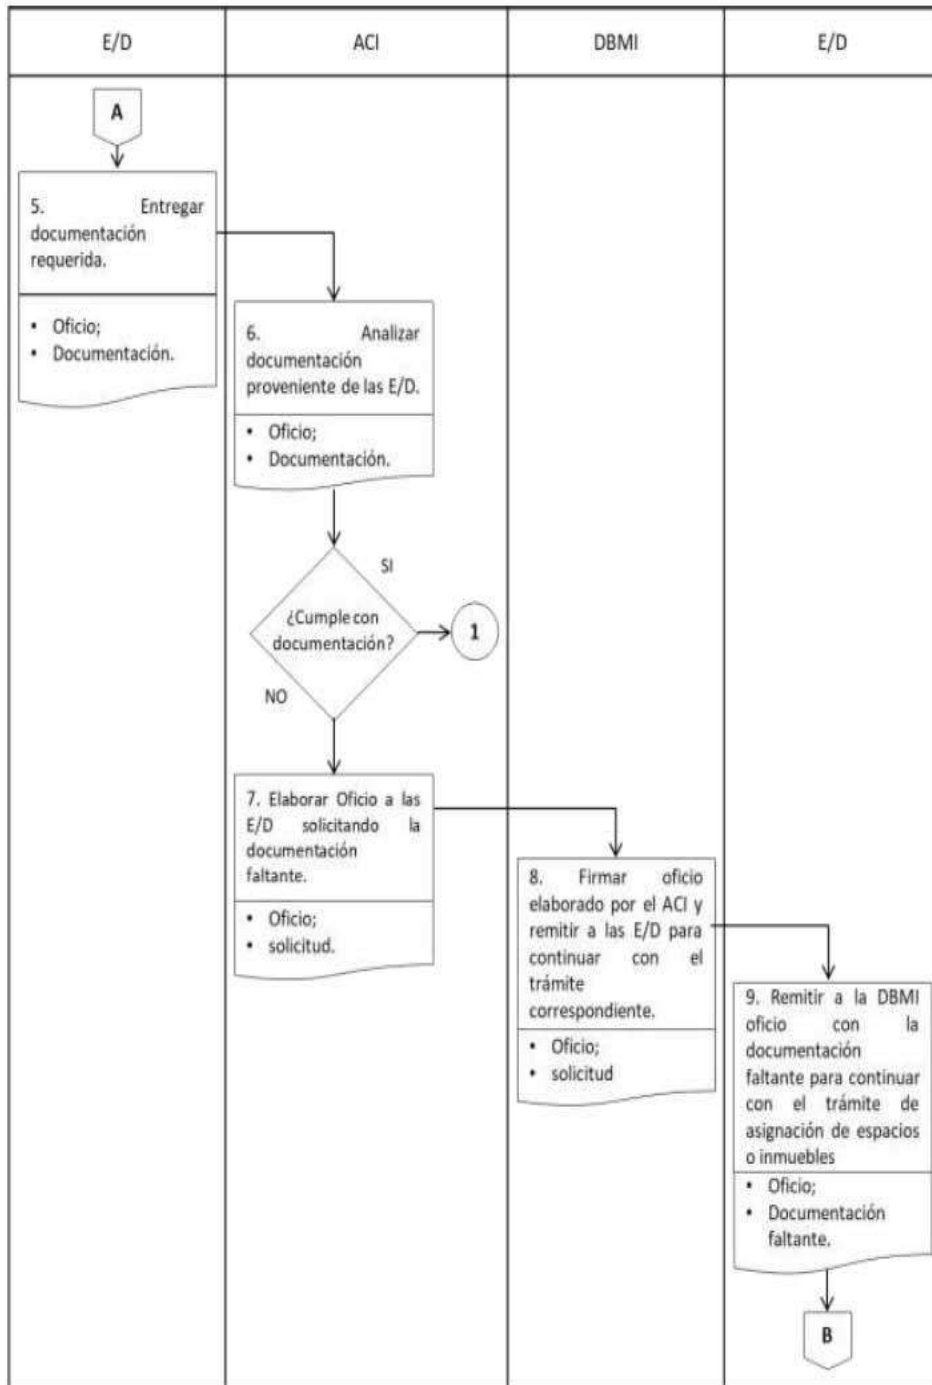 E/D
ACI
DBMI
E/D
A
5. Entregar
documentación
requerida.
• Oficio;
• Documentación.
6. Analizar
documentación
proveniente de las E/D.
• Oficio;
• Documentación.
SI
¿Cumple con
documentación?
1
NO
7. Elaborar Oficio a las
E/D solicitando la
documentación
faltante.
• Oficio;
• solicitud.
8. Firmar oficio
elaborado por el ACI y
remitir a las E/D para
continuar con el
trámite
correspondiente.
• Oficio;
• solicitud
9. Remitir a la DBMI
oficio con la
documentación
faltante para continuar
con el trámite de
asignación de espacios
o inmuebles
• Oficio;
• Documentación
faltante.
B